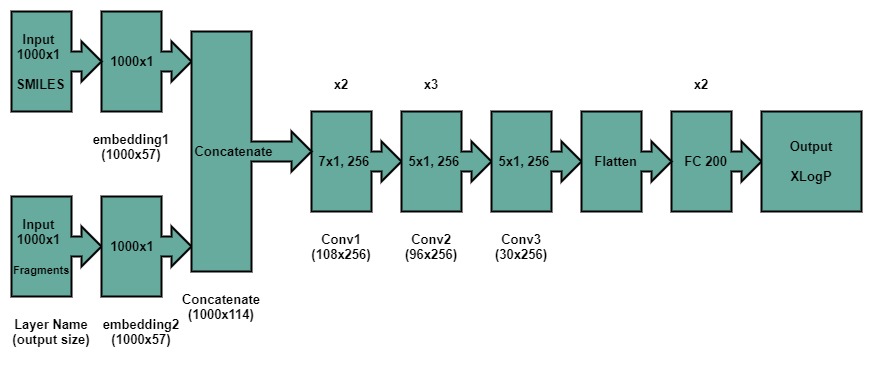 Input
1000x1
SMILES
1000x1
embedding1
(1000x57)
Input
1000x1
Fragments
1000x1
Layer Name
(output size)
embedding2
(1000x57)
Concatenate
Concatenate
(1000x114)
x2
7x1, 256
Conv1
(108x256)
x3
5x1, 256
Conv2
(96x256)
5x1, 256
Conv3
(30x256)
Flatten
x2
FC 200
Output
XLogP